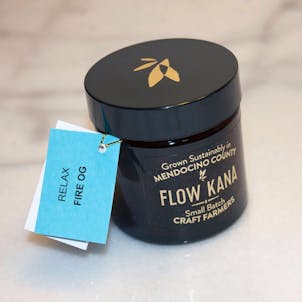 Grown Sustainably in
MENDOCINO COUNTY
FLOW KANA
Small Batch
CRAFT FARMERS
RELAX
FIRE OG